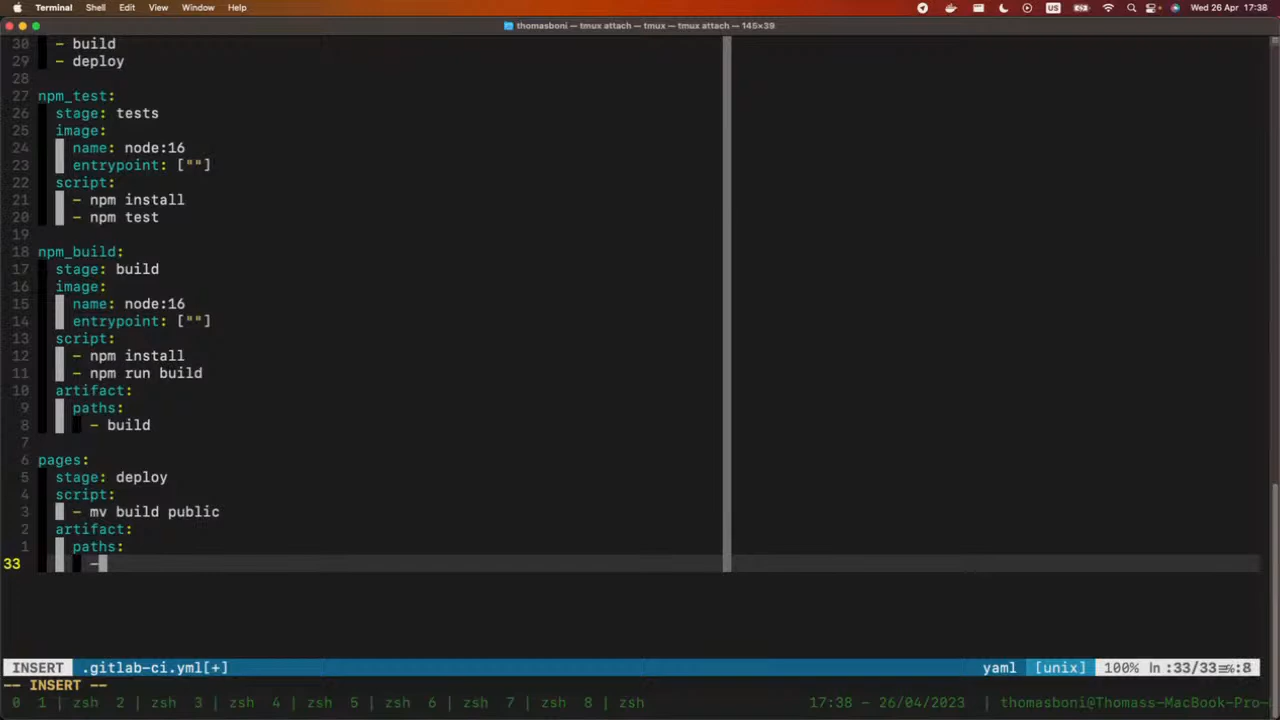 Terminal Shell Edit View Window Help US Wed 26 Apr 17:38
thomasboni — tmux attach — tmux — tmux attach — 145×39
30 - build
29 - deploy
28
27 npm_test:
26 stage: tests
25 image:
24 name: node:16
23 entrypoint: [""]
22 script:
21 - npm install
20 - npm test
19
18 npm_build:
17 stage: build
16 image:
15 name: node:16
14 entrypoint: [""]
13 script:
12 - npm install
11 - npm run build
10 artifact:
9 paths:
8 - build
7
6 pages:
5 stage: deploy
4 script:
3 - mv build public
2 artifact:
1 paths:
33 -
INSERT .gitlab-ci.yml[+] yaml [unix] 100% ln :33/33≡℅:8
-- INSERT --
0 1 | zsh 2 | zsh 3 | zsh 4 | zsh 5 | zsh 6 | zsh 7 | zsh 8 | zsh 17:38 - 26/04/2023 | thomasboni@Thomass-MacBook-Pro-